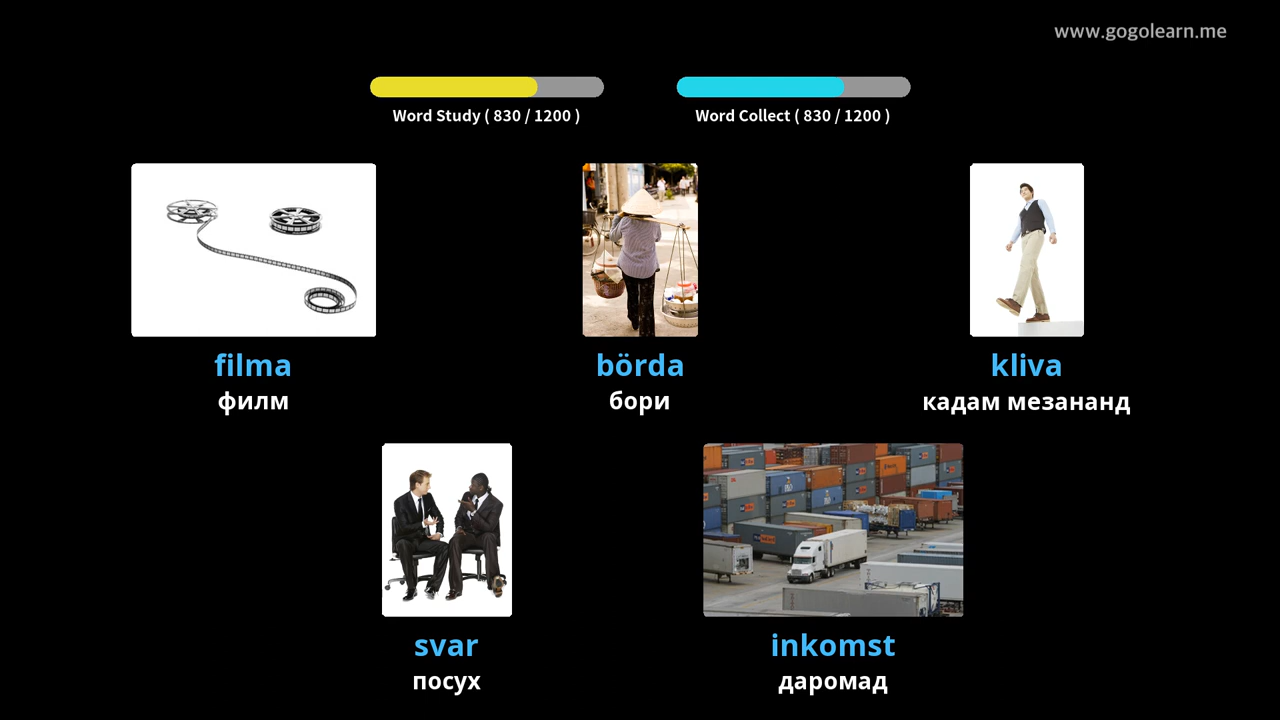 www.gogolearn.me
Word Study ( 830 / 1200 )
Word Collect ( 830 / 1200 )
filma
филм
börda
бори
kliva
кадам мезананд
svar
посух
inkomst
даромад